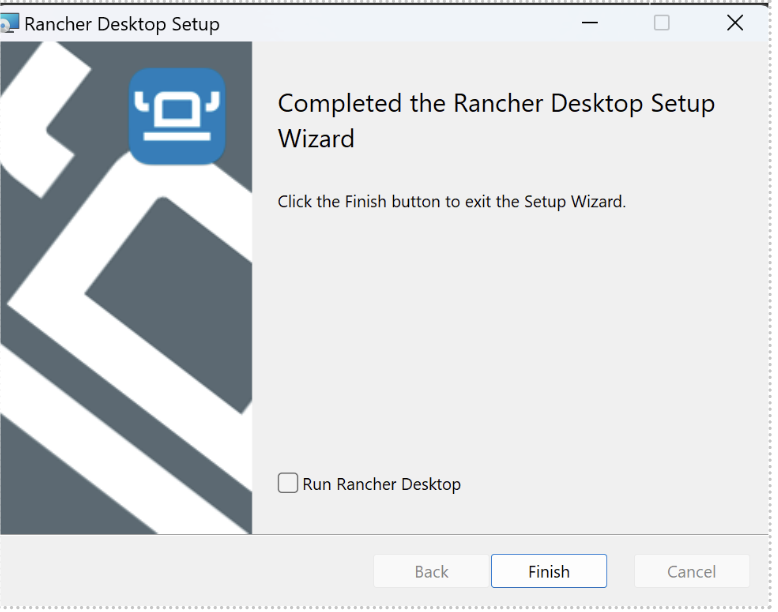 Rancher Desktop Setup
Completed the Rancher Desktop Setup
Wizard
Click the Finish button to exit the Setup Wizard.
Run Rancher Desktop
Back
Finish
Cancel